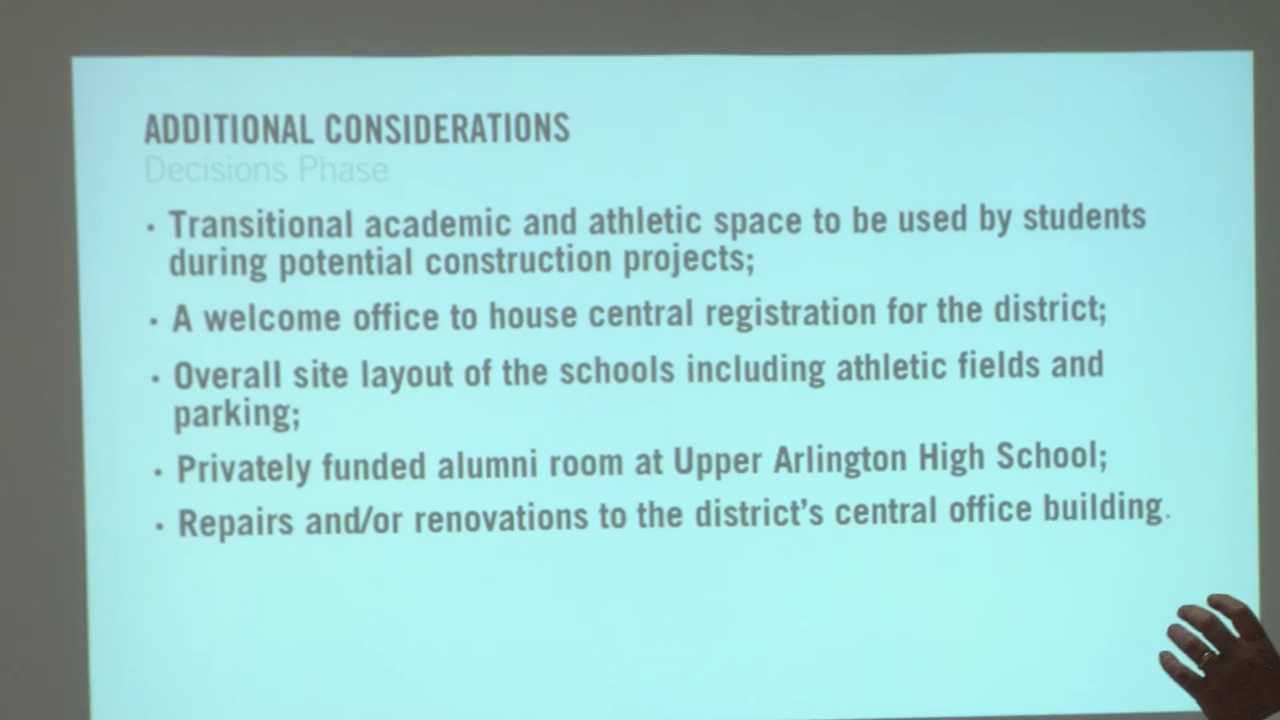 ADDITIONAL CONSIDERATIONS
Decisions Phase
· Transitional academic and athletic space to be used by students
during potential construction projects;
· A welcome office to house central registration for the district;
· Overall site layout of the schools including athletic fields and
parking;
· Privately funded alumni room at Upper Arlington High School;
· Repairs and/or renovations to the district's central office building.